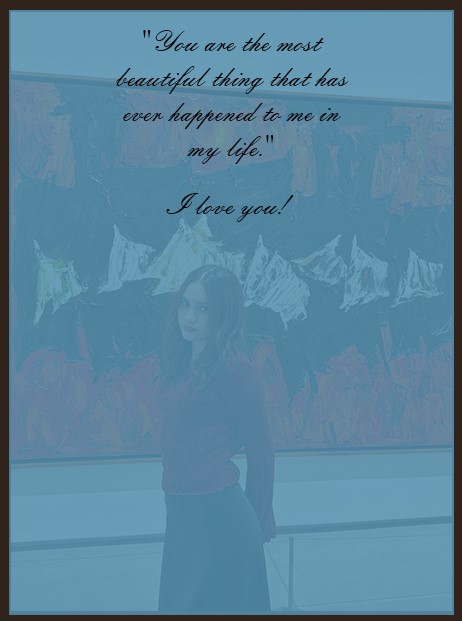 "You are the most
beautiful thing that has
ever happened to me in
my life."
I love you!